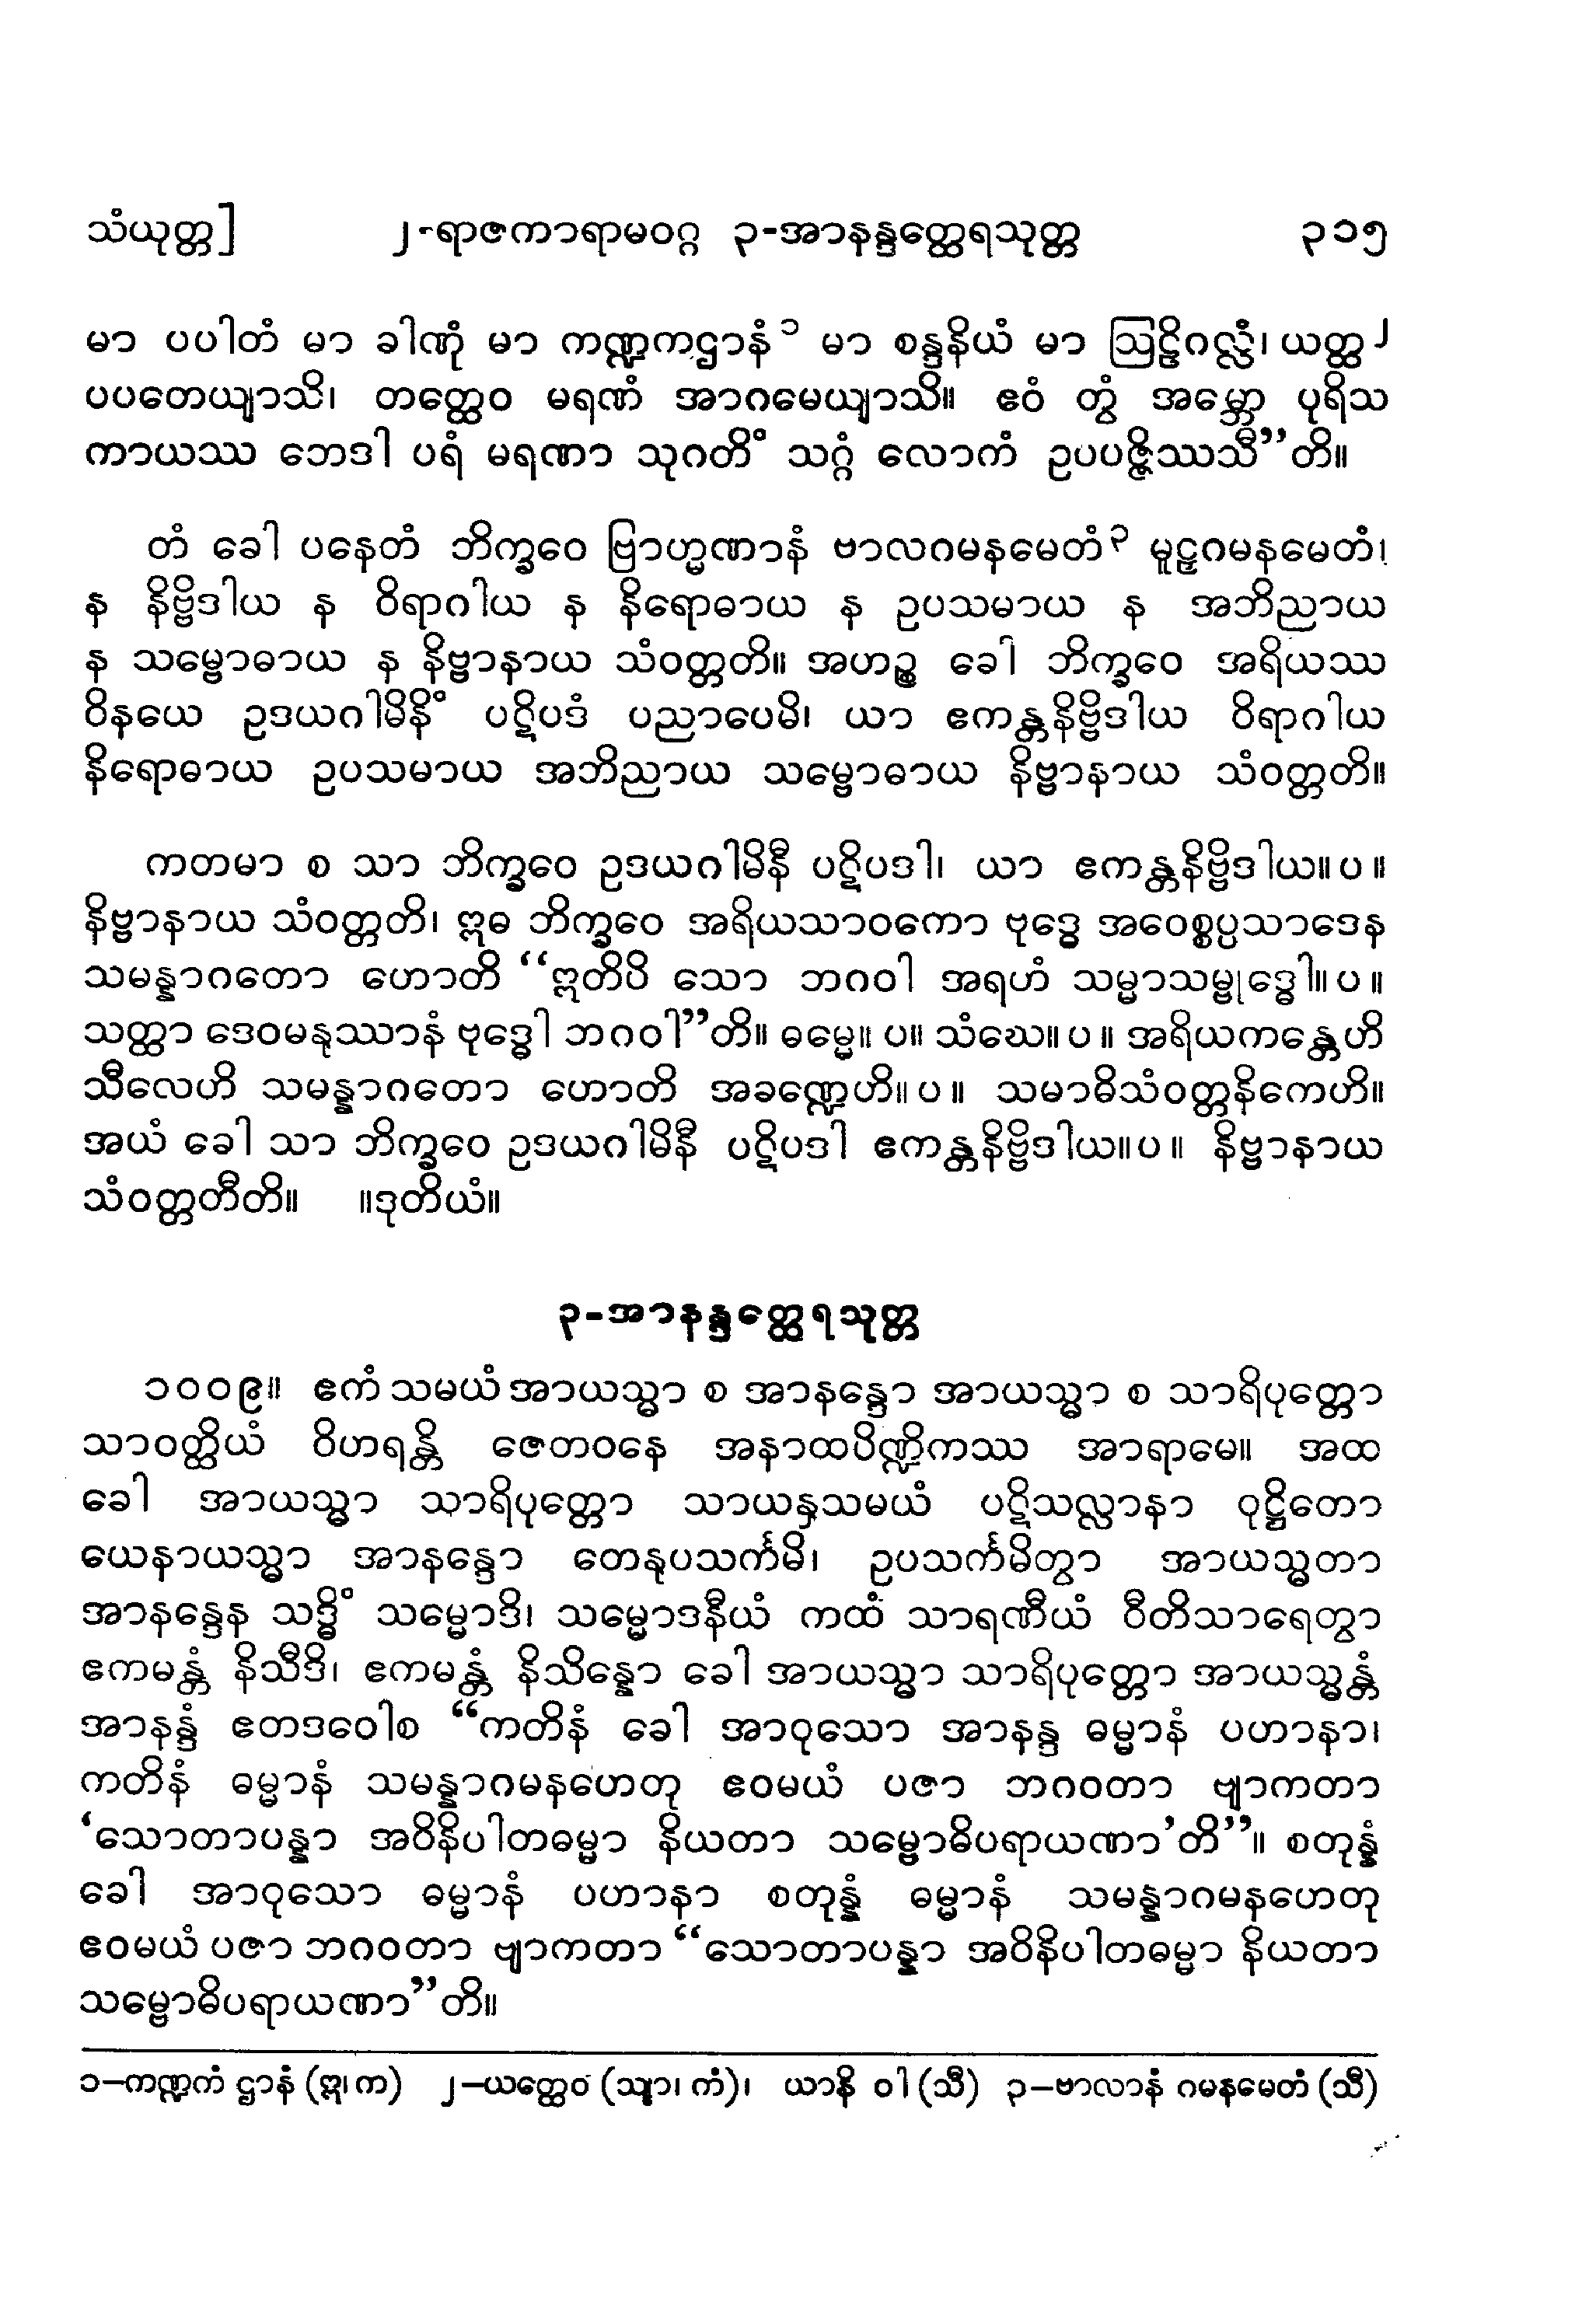 သံယုတ္တ] ၂-ရာဇကာရာမဝဂ္ဂ ၃-အာနန္ဒတ္ထေရသုတ္တ ၃၁၅
မာ ပပါတံ မာ ခါဏုံ မာ ကဏ္ဍကဌာနံ၁ မာ စန္ဒနိယံ မာ ဩဠိဂလ္လံ၊ ယတ္ထ၂
ပပတေယျာသိ၊ တတ္ထေဝ မရဏံ အာဂမေယျာသိ။ ဧဝံ တွံ အမ္ဘော ပုရိသ
ကာယဿ ဘေဒါ ပရံ မရဏာ သုဂတိံ သဂ္ဂံ လောကံ ဥပပဇ္ဇိဿသီ”တိ။
တံ ခေါ ပနေတံ ဘိက္ခဝေ ဗြာဟ္မဏာနံ ဗာလဂမနမေတံ၃ မူဠှဂမနမေတံ၊
န နိဗ္ဗိဒါယ န ဝိရာဂါယ န နိရောဓာယ န ဥပသမာယ န အဘိညာယ
န သမ္ဗောဓာယ န နိဗ္ဗာနာယ သံဝတ္တတိ။ အဟဉ္စ ခေါ ဘိက္ခဝေ အရိယဿ
ဝိနယေ ဥဒယဂါမိနိံ ပဋိပဒံ ပညာပေမိ၊ ယာ ဧကန္တနိဗ္ဗိဒါယ ဝိရာဂါယ
နိရောဓာယ ဥပသမာယ အဘိညာယ သမ္ဗောဓာယ နိဗ္ဗာနာယ သံဝတ္တတိ။
ကတမာ စ သာ ဘိက္ခဝေ ဥဒယဂါမိနီ ပဋိပဒါ၊ ယာ ဧကန္တနိဗ္ဗိဒါယ။ ပ ။
နိဗ္ဗာနာယ သံဝတ္တတိ၊ ဣဓ ဘိက္ခဝေ အရိယသာဝကော ဗုဒ္ဓေ အဝေစ္စပ္ပသာဒေန
သမန္နာဂတော ဟောတိ “ဣတိပိ သော ဘဂဝါ အရဟံ သမ္မာသမ္ဗုဒ္ဓေါ။ ပ ။
သတ္ထာ ဒေဝမနုဿာနံ ဗုဒ္ဓေါ ဘဂဝါ”တိ။ ဓမ္မေ။ ပ။ သံဃေ။ ပ ။ အရိယကန္တေဟိ
သီလေဟိ သမန္နာဂတော ဟောတိ အခဏ္ဍေဟိ။ ပ ။ သမာဓိသံဝတ္တနိကေဟိ။
အယံ ခေါ သာ ဘိက္ခဝေ ဥဒယဂါမိနီ ပဋိပဒါ ဧကန္တနိဗ္ဗိဒါယ။ပ ။ နိဗ္ဗာနာယ
သံဝတ္တတီတိ။ ။ဒုတိယံ။
၃-အာနန္ဒတ္ထေရသုတ္တ
၁၀၀၉။ ဧကံ သမယံ အာယသ္မာ စ အာနန္ဒော အာယသ္မာ စ သာရိပုတ္တော
သာဝတ္ထိယံ ဝိဟရန္တိ ဇေတဝနေ အနာထပိဏ္ဍိကဿ အာရာမေ။ အထ
ခေါ အာယသ္မာ သာရိပုတ္တော သာယနှသမယံ ပဋိသလ္လာနာ ဝုဋ္ဌိတော
ယေနာယသ္မာ အာနန္ဒော တေနုပသင်္ကမိ၊ ဥပသင်္ကမိတွာ အာယသ္မတာ
အာနန္ဒေန သဒ္ဓိံ သမ္မောဒိ၊ သမ္မောဒနီယံ ကထံ သာရဏီယံ ဝီတိသာရေတွာ
ဧကမန္တံ နိသီဒိ၊ ဧကမန္တံ နိသိန္နော ခေါ အာယသ္မာ သာရိပုတ္တော အာယသ္မန္တံ
အာနန္ဒံ ဧတဒဝေါစ “ကတိနံ ခေါ အာဝုသော အာနန္ဒ ဓမ္မာနံ ပဟာနာ၊
ကတိနံ ဓမ္မာနံ သမန္နာဂမနဟေတု ဧဝမယံ ပဇာ ဘဂဝတာ ဗျာကတာ
‘သောတာပန္နာ အဝိနိပါတဓမ္မာ နိယတာ သမ္ဗောဓိပရာယဏာ’တိ”။ စတုန္နံ
ခေါ အာဝုသော ဓမ္မာနံ ပဟာနာ စတုန္နံ ဓမ္မာနံ သမန္နာဂမနဟေတု
ဧဝမယံ ပဇာ ဘဂဝတာ ဗျာကတာ “သောတာပန္နာ အဝိနိပါတဓမ္မာ နိယတာ
သမ္ဗောဓိပရာယဏာ”တိ။
၁–ကဏ္ဍကံ ဌာနံ (ဣ၊ က) ၂–ယတ္ထေဝ (သျာ၊ ကံ)၊ ယာနိ ဝါ (သီ) ၃–ဗာလာနံ ဂမနမေတံ (သီ)